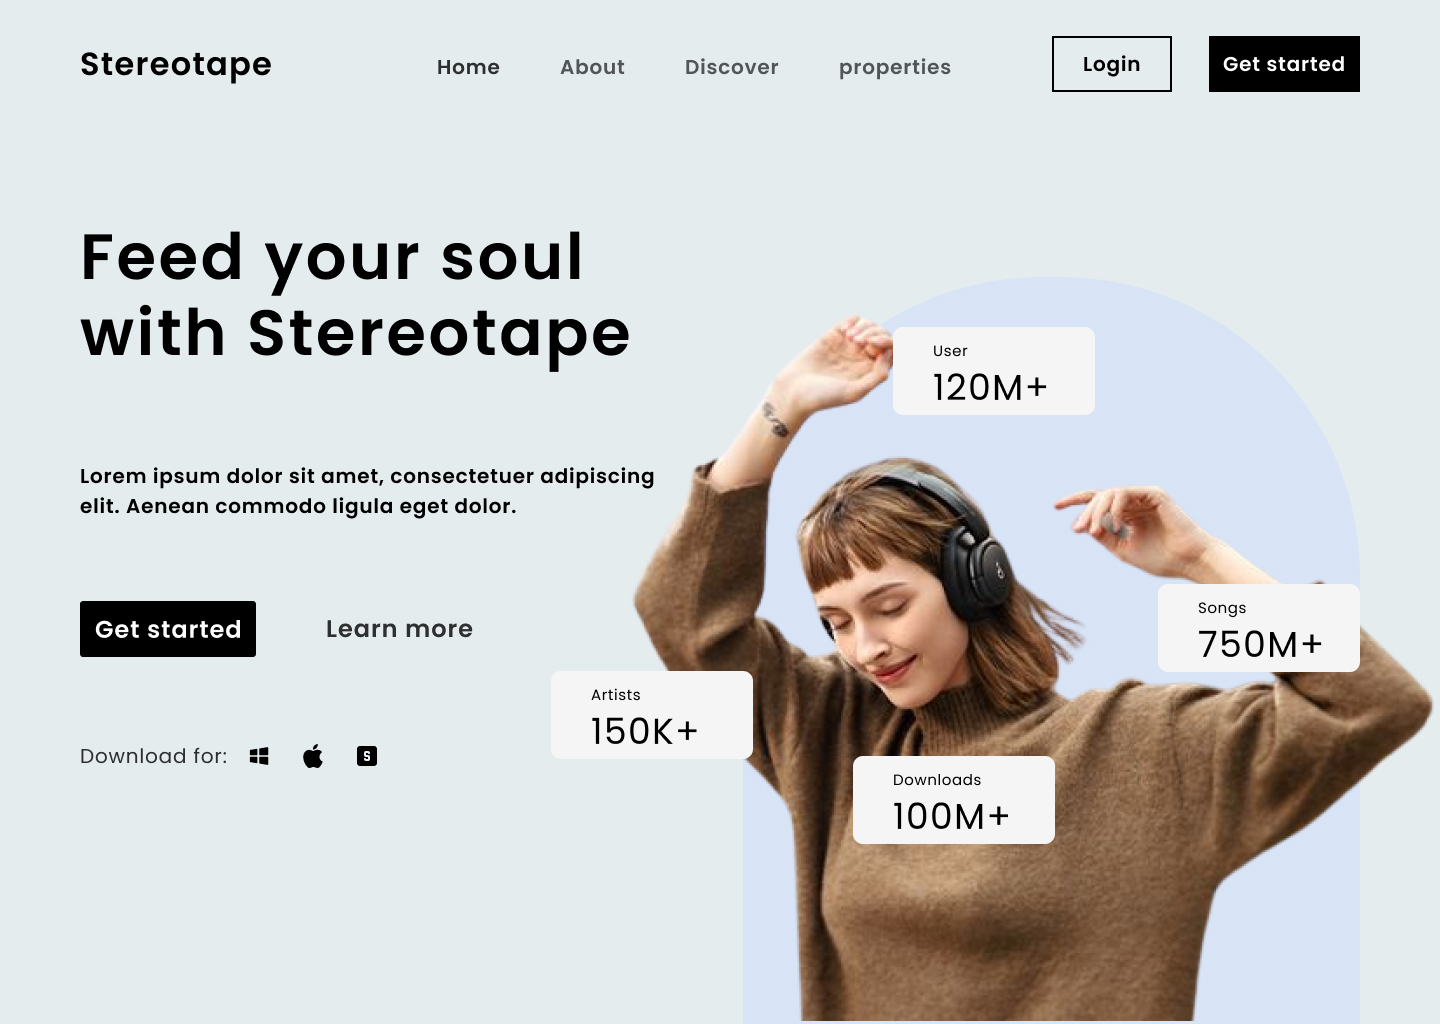 Stereotape
Home
About
Discover
properties
Login
Get started
Feed your soul
with Stereotape
Lorem ipsum dolor sit amet, consectetuer adipiscing
elit. Aenean commodo ligula eget dolor.
Get started
Learn more
Download for:
S
User
120M+
Songs
750M+
Artists
150K+
Downloads
100M+